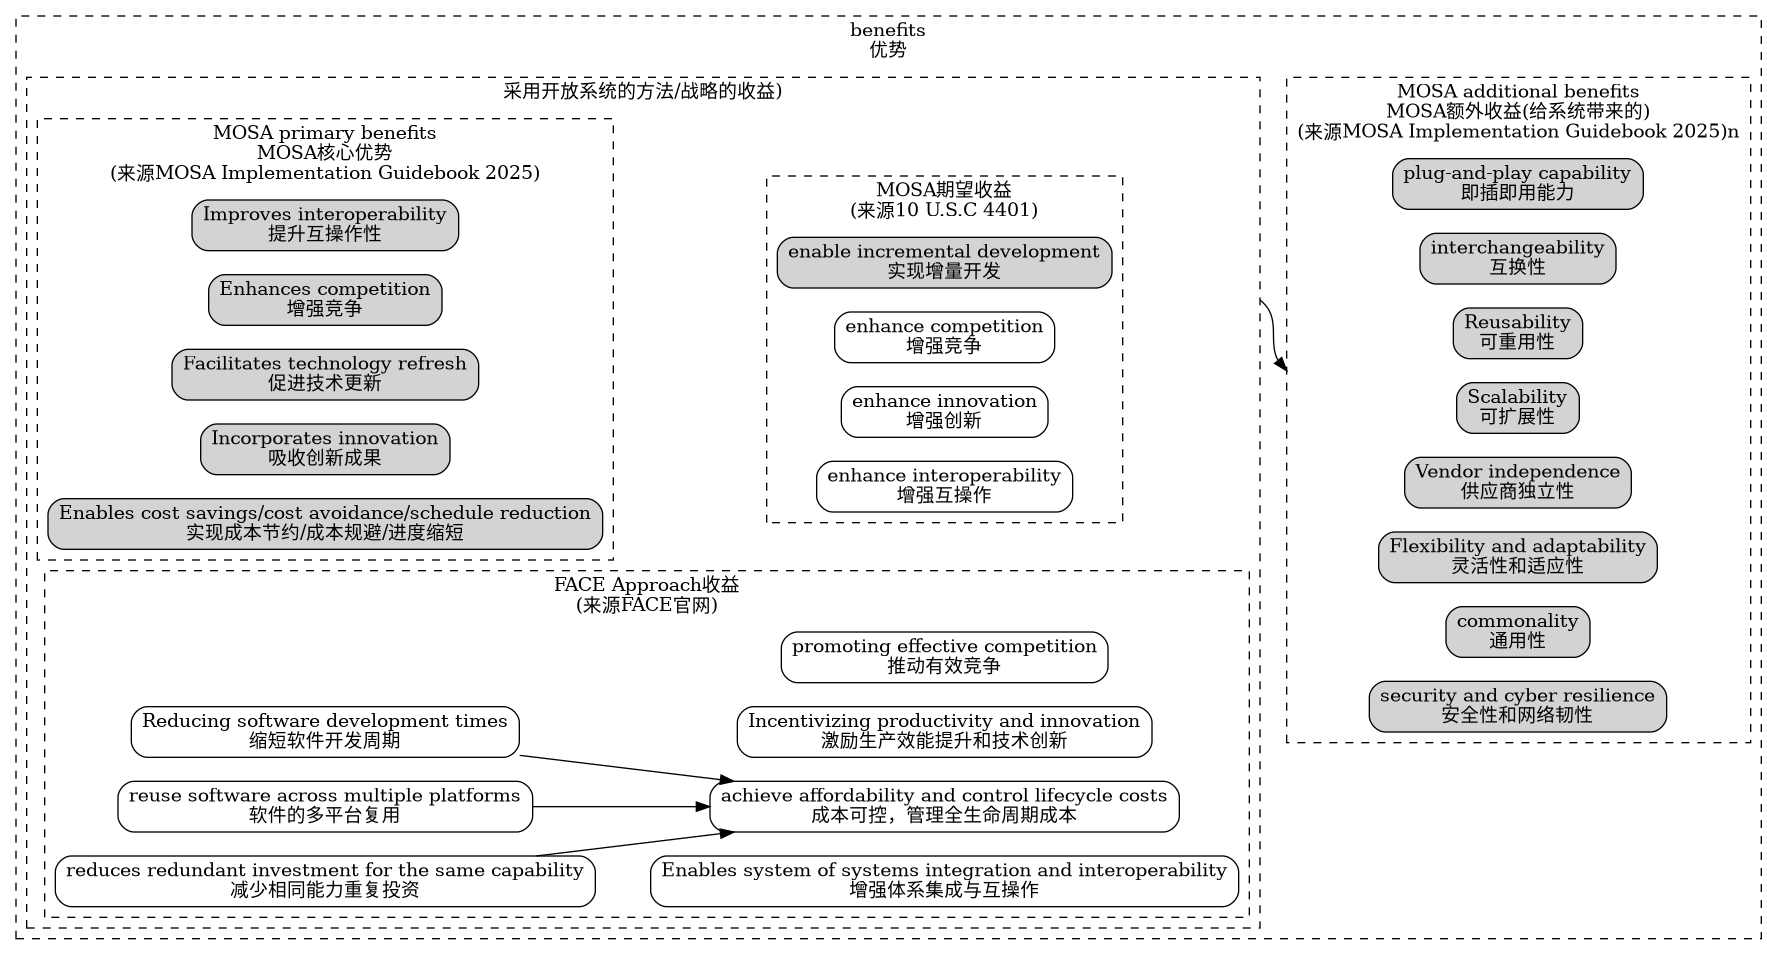 benefits
优势
采用开放系统的方法/战略的收益)
MOSA primary benefits
MOSA核心优势
(来源MOSA Implementation Guidebook 2025)
Improves interoperability
提升互操作性
Enhances competition
增强竞争
Facilitates technology refresh
促进技术更新
Incorporates innovation
吸收创新成果
Enables cost savings/cost avoidance/schedule reduction
实现成本节约/成本规避/进度缩短
MOSA期望收益
(来源10 U.S.C 4401)
enable incremental development
实现增量开发
enhance competition
增强竞争
enhance innovation
增强创新
enhance interoperability
增强互操作
FACE Approach收益
(来源FACE官网)
promoting effective competition
推动有效竞争
Reducing software development times
缩短软件开发周期
Incentivizing productivity and innovation
激励生产效能提升和技术创新
reuse software across multiple platforms
软件的多平台复用
achieve affordability and control lifecycle costs
成本可控，管理全生命周期成本
reduces redundant investment for the same capability
减少相同能力重复投资
Enables system of systems integration and interoperability
增强体系集成与互操作
MOSA additional benefits
MOSA额外收益(给系统带来的)
(来源MOSA Implementation Guidebook 2025)n
plug-and-play capability
即插即用能力
interchangeability
互换性
Reusability
可重用性
Scalability
可扩展性
Vendor independence
供应商独立性
Flexibility and adaptability
灵活性和适应性
commonality
通用性
security and cyber resilience
安全性和网络韧性